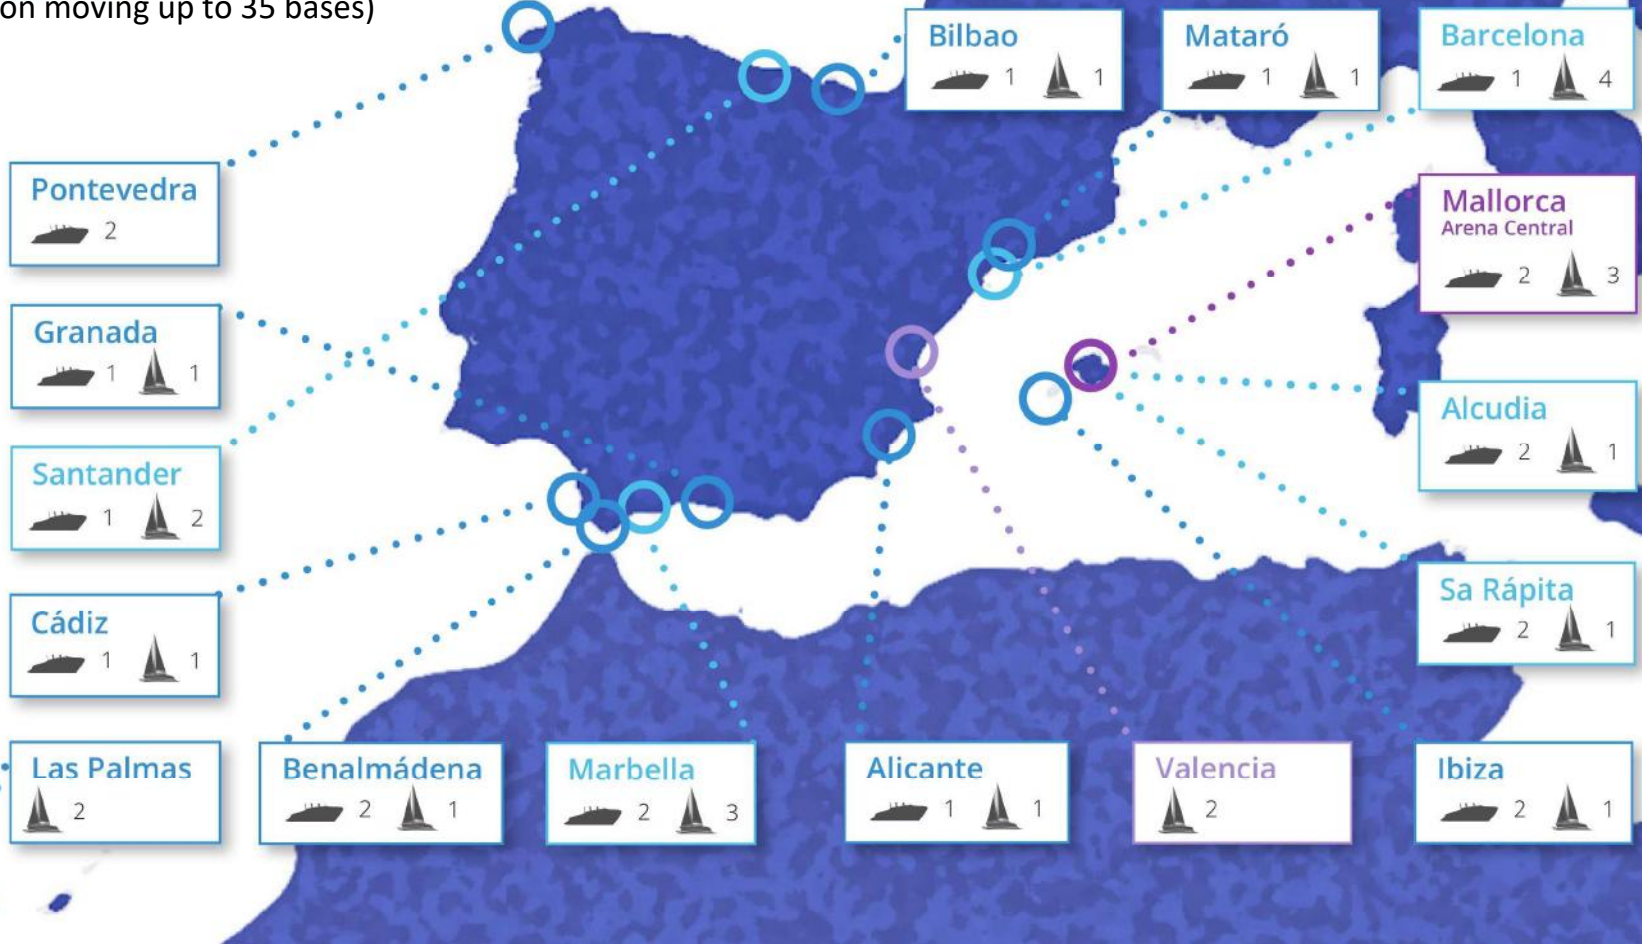 on moving up to 35 bases)
Bilbao
1 1
Mataró
1 1
Barcelona
1 4
Pontevedra
2
Mallorca
Arena Central
2 3
Granada
1 1
Alcudia
2 1
Santander
1 2
Sa Rápita
2 1
Cádiz
1 1
Las Palmas
2
Benalmádena
2 1
Marbella
2 3
Alicante
1 1
Valencia
2
Ibiza
2 1